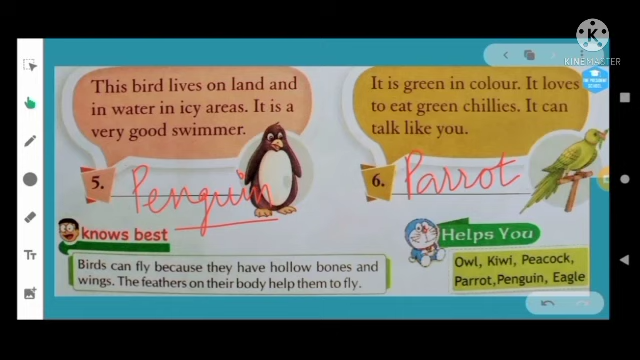 KINEMASTER
This bird lives on land and
in water in icy areas. It is a
very good swimmer.
5. Penguin
It is green in colour. It loves
to eat green chillies. It can
talk like you.
6. Parrot
knows best
Birds can fly because they have hollow bones and
wings. The feathers on their body help them to fly.
Helps You
Owl, Kiwi, Peacock,
Parrot,Penguin, Eagle